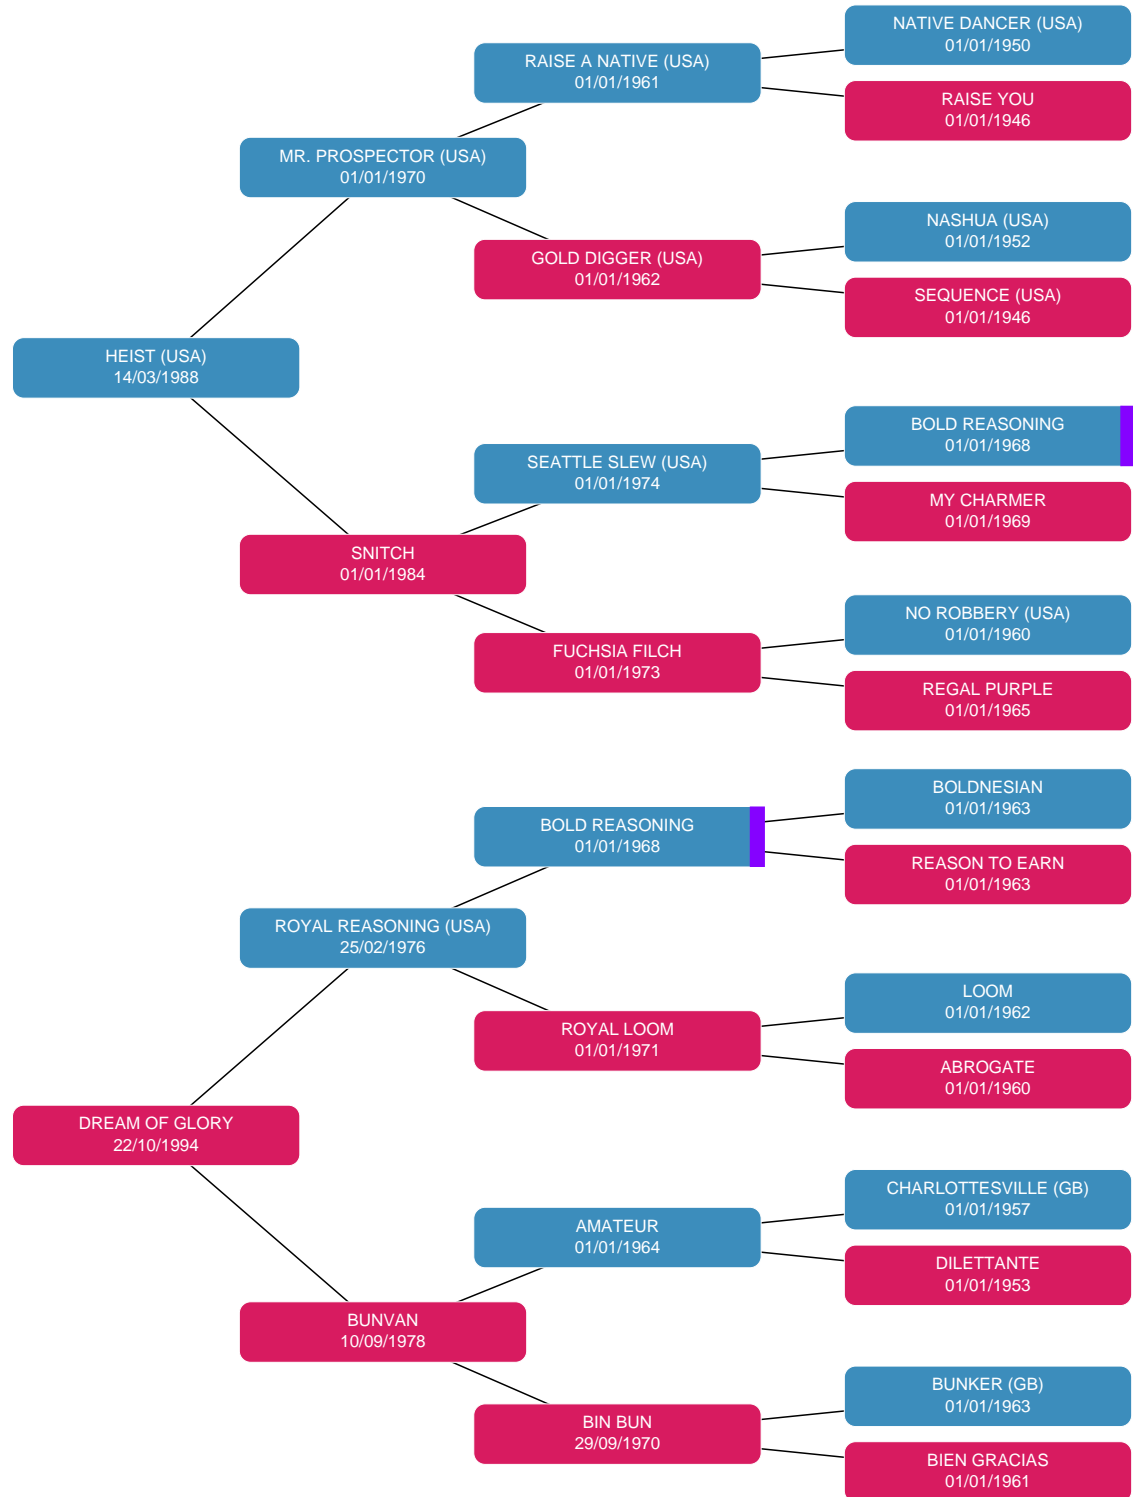 NATIVE DANCER (USA)
01/01/1950
RAISE A NATIVE (USA)
01/01/1961
RAISE YOU
01/01/1946
MR. PROSPECTOR (USA)
01/01/1970
NASHUA (USA)
01/01/1952
GOLD DIGGER (USA)
01/01/1962
SEQUENCE (USA)
01/01/1946
HEIST (USA)
14/03/1988
BOLD REASONING
01/01/1968
SEATTLE SLEW (USA)
01/01/1974
MY CHARMER
01/01/1969
SNITCH
01/01/1984
NO ROBBERY (USA)
01/01/1960
FUCHSIA FILCH
01/01/1973
REGAL PURPLE
01/01/1965
BOLDNESIAN
01/01/1963
BOLD REASONING
01/01/1968
REASON TO EARN
01/01/1963
ROYAL REASONING (USA)
25/02/1976
LOOM
01/01/1962
ROYAL LOOM
01/01/1971
ABROGATE
01/01/1960
DREAM OF GLORY
22/10/1994
CHARLOTTESVILLE (GB)
01/01/1957
AMATEUR
01/01/1964
DILETTANTE
01/01/1953
BUNVAN
10/09/1978
BUNKER (GB)
01/01/1963
BIN BUN
29/09/1970
BIEN GRACIAS
01/01/1961